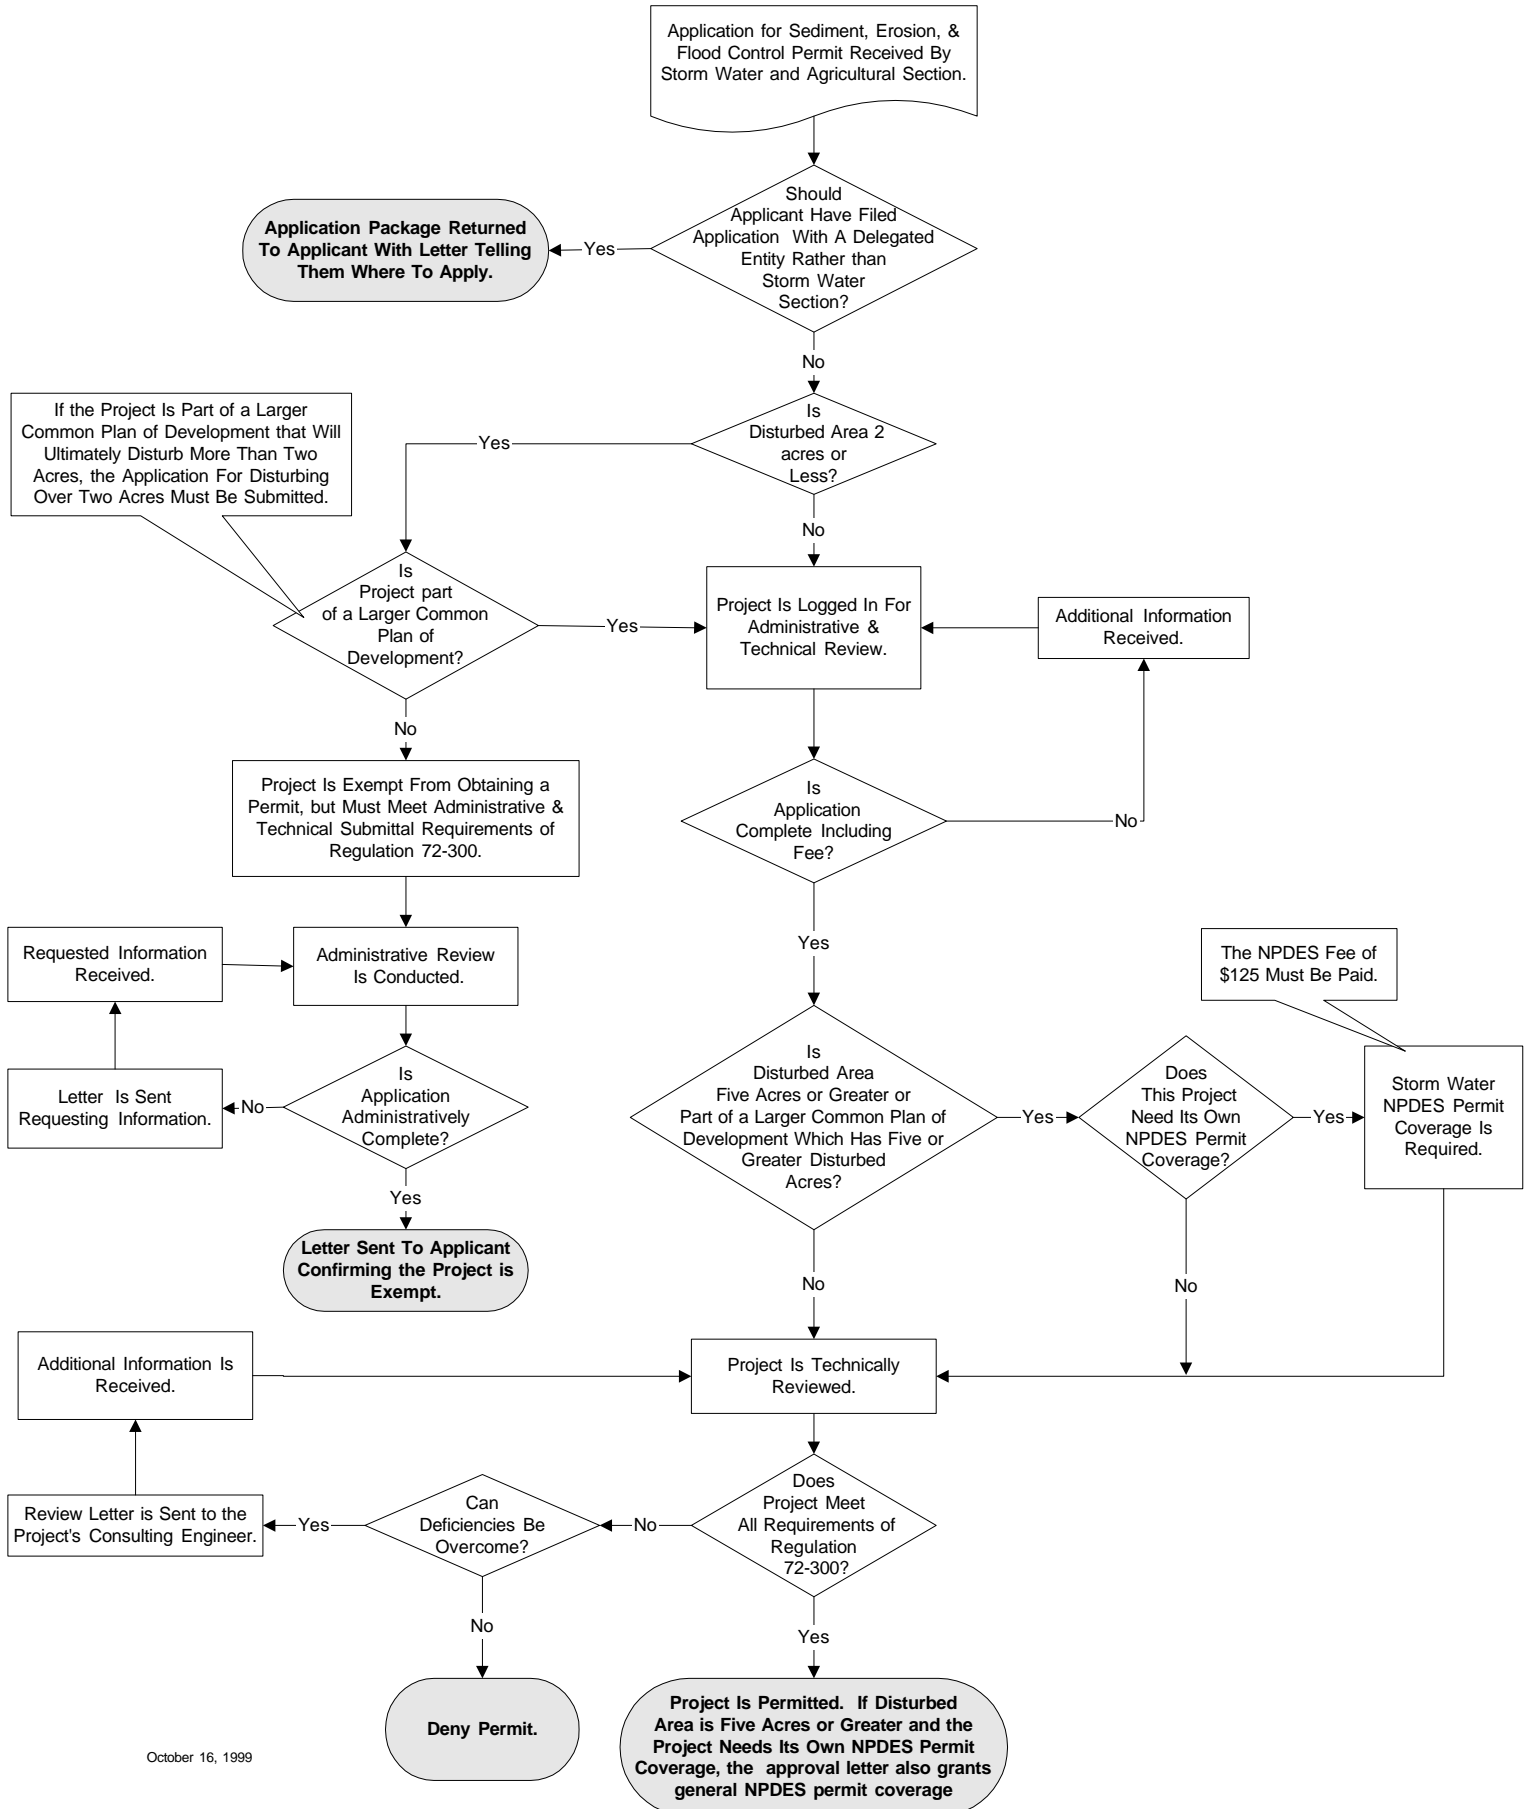 Application for Sediment, Erosion, &
Flood Control Permit Received By
Storm Water and Agricultural Section.
Should
Applicant Have Filed
Application With A Delegated
Entity Rather than
Storm Water
Section?
Yes
Application Package Returned
To Applicant With Letter Telling
Them Where To Apply.
No
Is
Disturbed Area 2
acres or
Less?
Yes
If the Project Is Part of a Larger
Common Plan of Development that Will
Ultimately Disturb More Than Two
Acres, the Application For Disturbing
Over Two Acres Must Be Submitted.
No
Is
Project part
of a Larger Common
Plan of
Development?
Yes
Project Is Logged In For
Administrative &
Technical Review.
Additional Information
Received.
No
Project Is Exempt From Obtaining a
Permit, but Must Meet Administrative &
Technical Submittal Requirements of
Regulation 72-300.
Is
Application
Complete Including
Fee?
No
Requested Information
Received.
Administrative Review
Is Conducted.
Yes
The NPDES Fee of
$125 Must Be Paid.
Letter Is Sent
Requesting Information.
No
Is
Application
Administratively
Complete?
Is
Disturbed Area
Five Acres or Greater or
Part of a Larger Common Plan of
Development Which Has Five or
Greater Disturbed
Acres?
Yes
Does
This Project
Need Its Own
NPDES Permit
Coverage?
Yes
Storm Water
NPDES Permit
Coverage Is
Required.
Yes
Letter Sent To Applicant
Confirming the Project is
Exempt.
No
No
Additional Information Is
Received.
Project Is Technically
Reviewed.
Review Letter is Sent to the
Project's Consulting Engineer.
Yes
Can
Deficiencies Be
Overcome?
No
Does
Project Meet
All Requirements of
Regulation
72-300?
No
Yes
Deny Permit.
Project Is Permitted. If Disturbed
Area is Five Acres or Greater and the
Project Needs Its Own NPDES Permit
Coverage, the approval letter also grants
general NPDES permit coverage
October 16, 1999